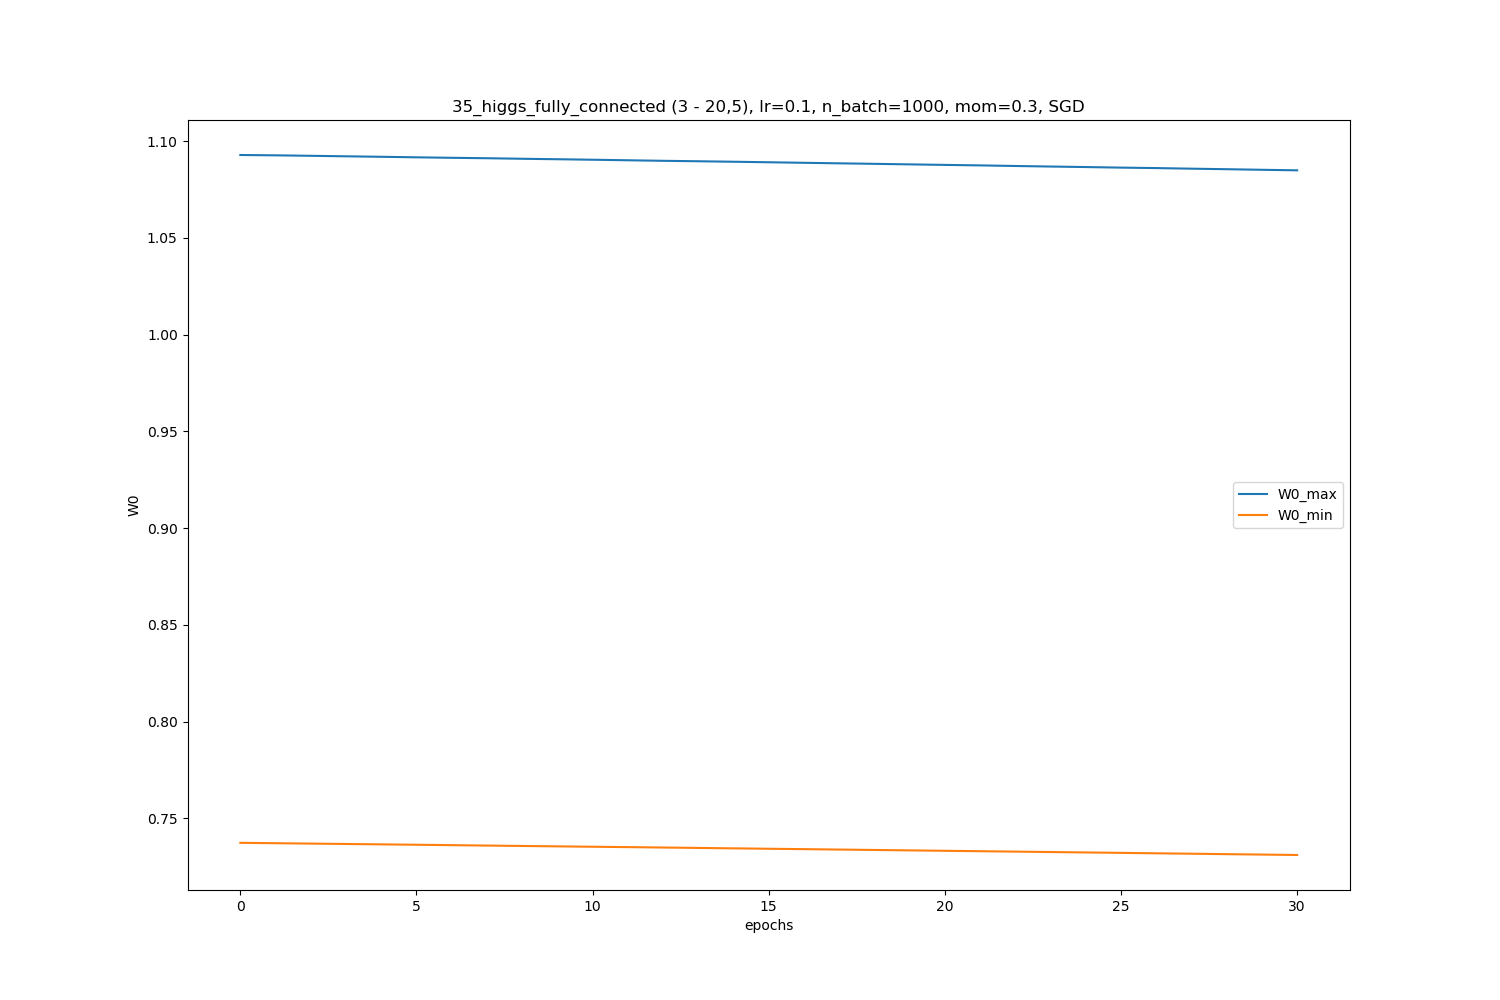 35_higgs_fully_connected (3 - 20,5), lr=0.1, n_batch=1000, mom=0.3, SGD
1.10
1.05
1.00
0.95
0.90
0.85
0.80
0.75
W0
W0_max
W0_min
0 5 10 15 20 25 30
epochs